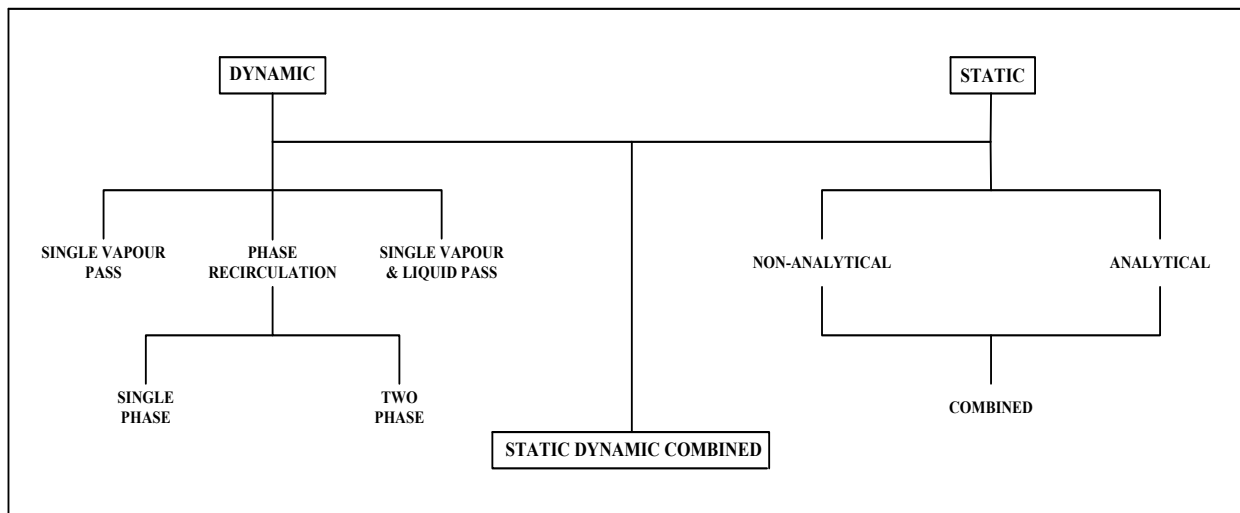 DYNAMIC
STATIC
SINGLE VAPOUR
PASS
PHASE
RECIRCULATION
SINGLE VAPOUR
& LIQUID PASS
NON-ANALYTICAL
ANALYTICAL
SINGLE
PHASE
TWO
PHASE
COMBINED
STATIC DYNAMIC COMBINED